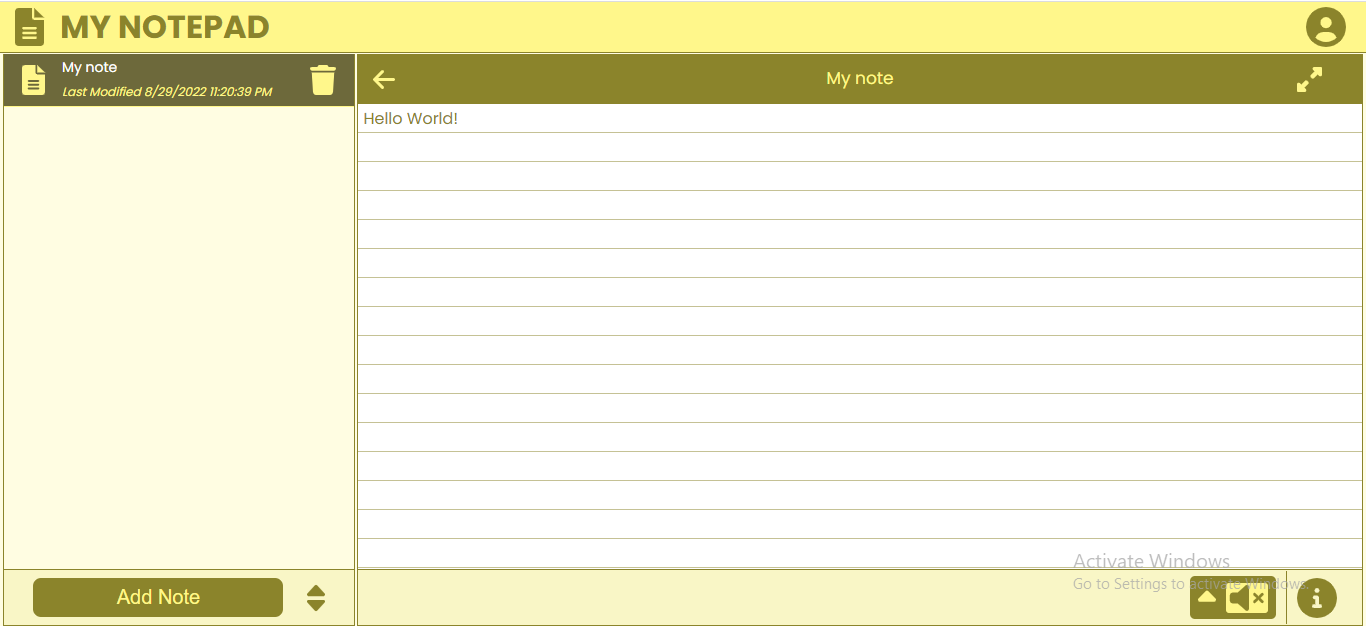 MY NOTEPAD
My note
Last Modified 8/29/2022 11:20:39 PM
My note
Hello World!
Add Note
Activate Windows
Go to Settings to activate Windows.